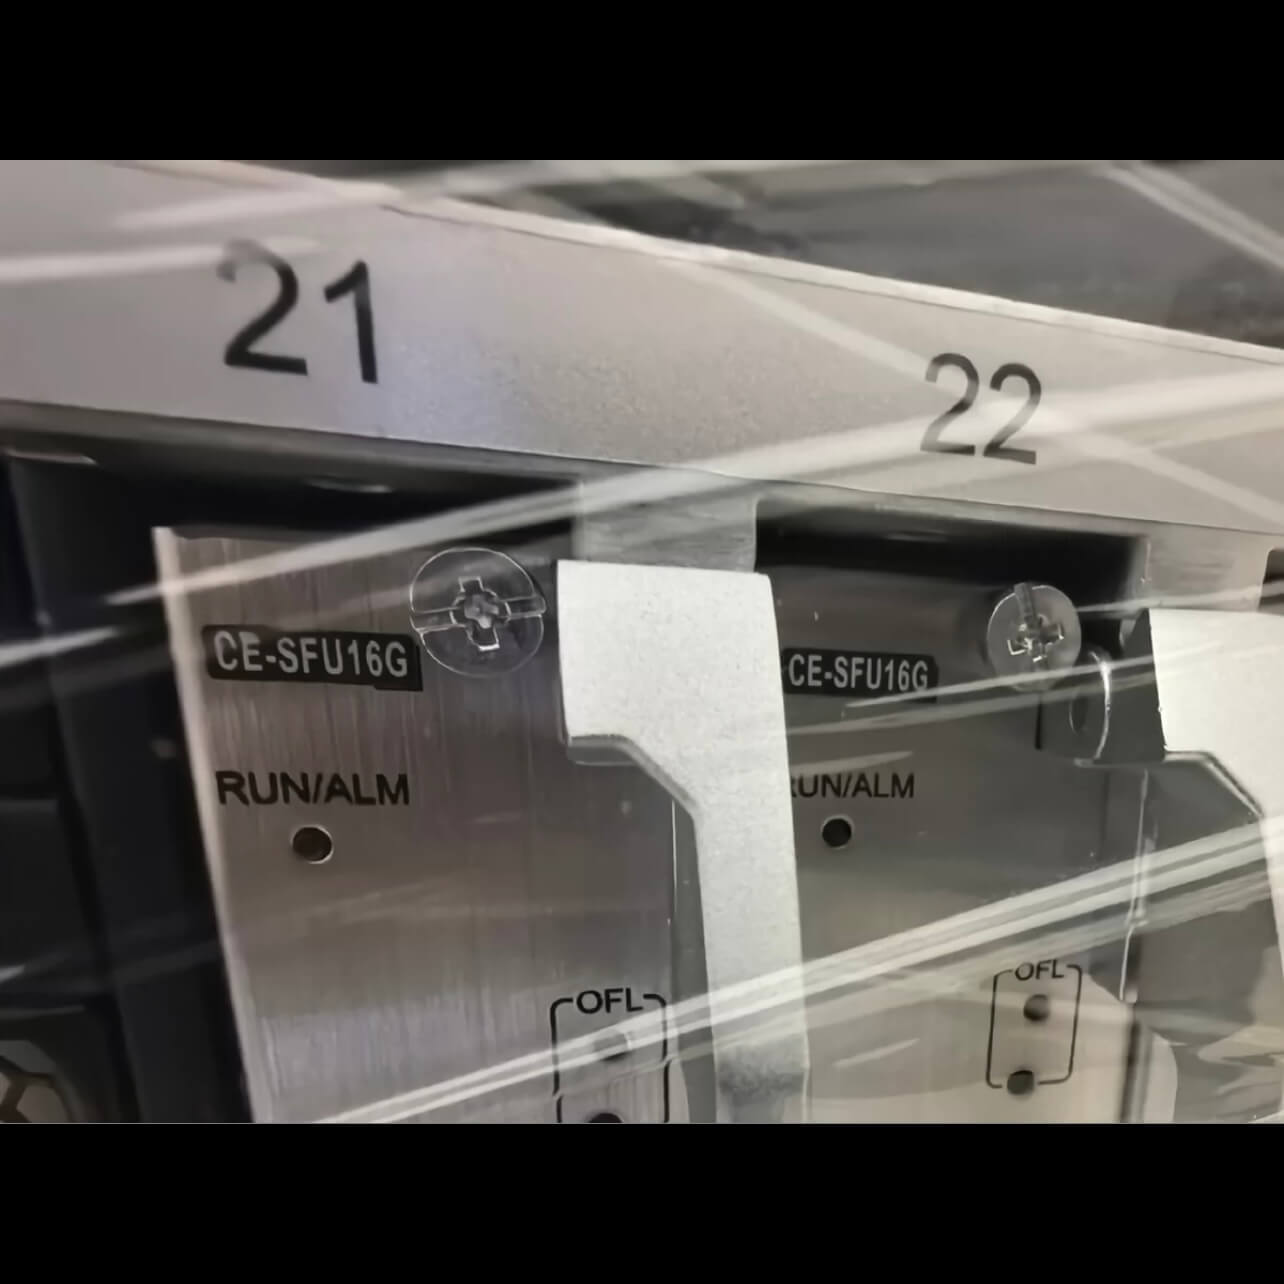 21
22
CE-SFU16G
CE-SFU16G
RUN/ALM
RUN/ALM
OFL
OFL